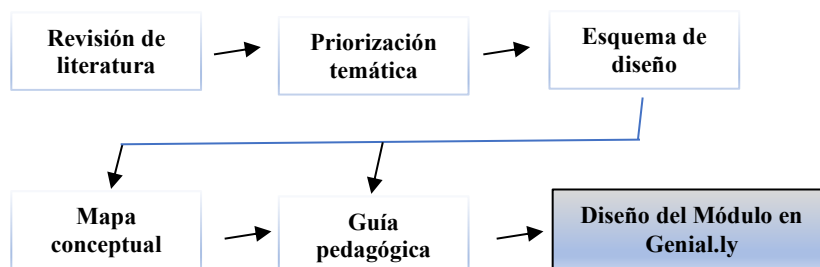 Revisión de
literatura
Priorización
temática
Esquema de
diseño
Mapa
conceptual
Guía
pedagógica
Diseño del Módulo en
Genial.ly